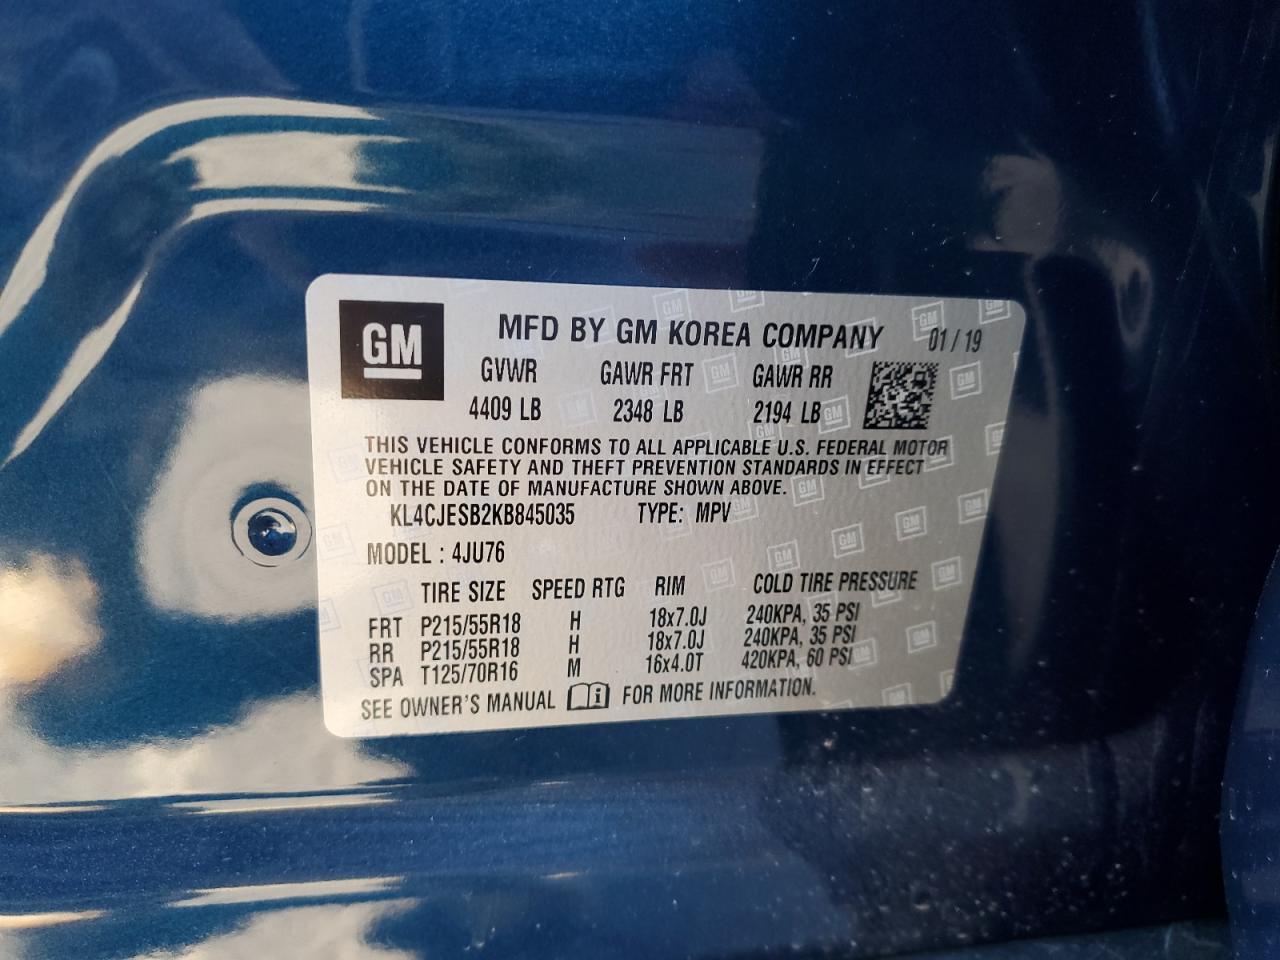 GM MFD BY GM KOREA COMPANY 01/19
GVWR GAWR FRT GAWR RR
4409 LB 2348 LB 2194 LB
THIS VEHICLE CONFORMS TO ALL APPLICABLE U.S. FEDERAL MOTOR
VEHICLE SAFETY AND THEFT PREVENTION STANDARDS IN EFFECT
ON THE DATE OF MANUFACTURE SHOWN ABOVE.
KL4CJESB2KB845035 TYPE: MPV
MODEL : 4JU76
TIRE SIZE SPEED RTG RIM COLD TIRE PRESSURE
FRT P215/55R18 H 18x7.0J 240KPA, 35 PSI
RR P215/55R18 H 18x7.0J 240KPA, 35 PSI
SPA T125/70R16 M 16x4.0T 420KPA, 60 PSI
SEE OWNER'S MANUAL i FOR MORE INFORMATION.